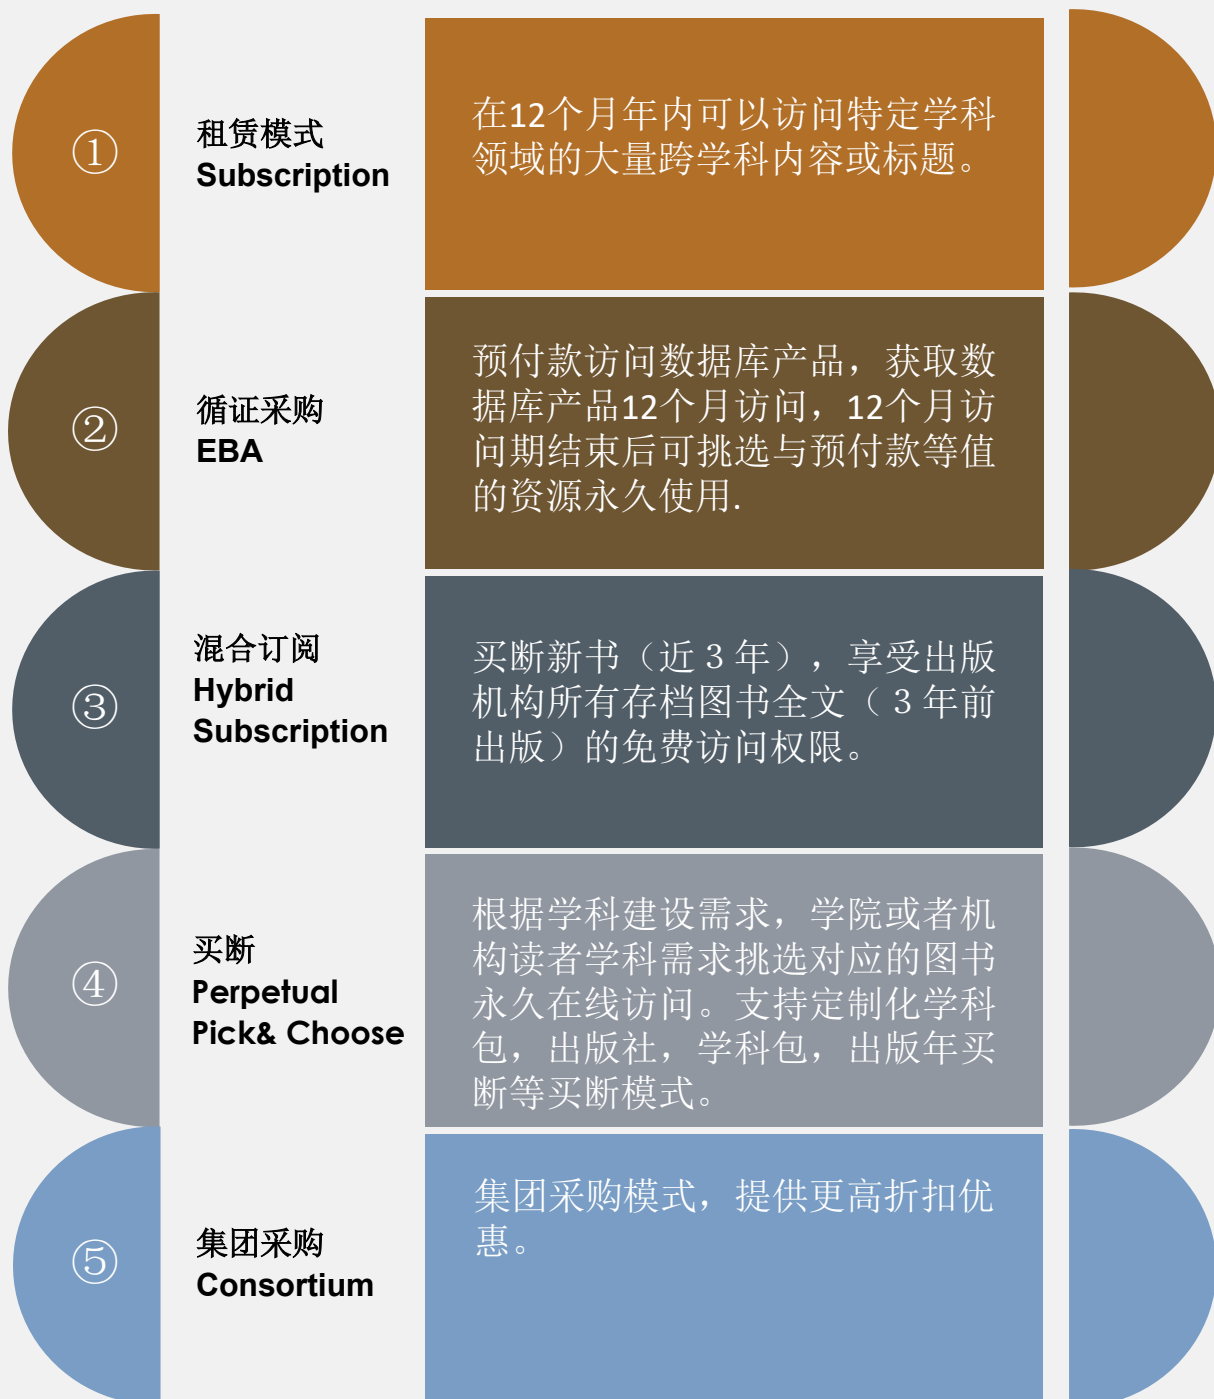 ①
租赁模式
Subscription
在12个月年内可以访问特定学科
领域的大量跨学科内容或标题。
②
循证采购
EBA
预付款访问数据库产品，获取数
据库产品12个月访问，12个月访
问期结束后可挑选与预付款等值
的资源永久使用.
③
混合订阅
Hybrid
Subscription
买断新书（近３年），享受出版
机构所有存档图书全文（３年前
出版）的免费访问权限。
④
买断
Perpetual
Pick& Choose
根据学科建设需求，学院或者机
构读者学科需求挑选对应的图书
永久在线访问。支持定制化学科
包，出版社，学科包，出版年买
断等买断模式。
⑤
集团采购
Consortium
集团采购模式，提供更高折扣优
惠。